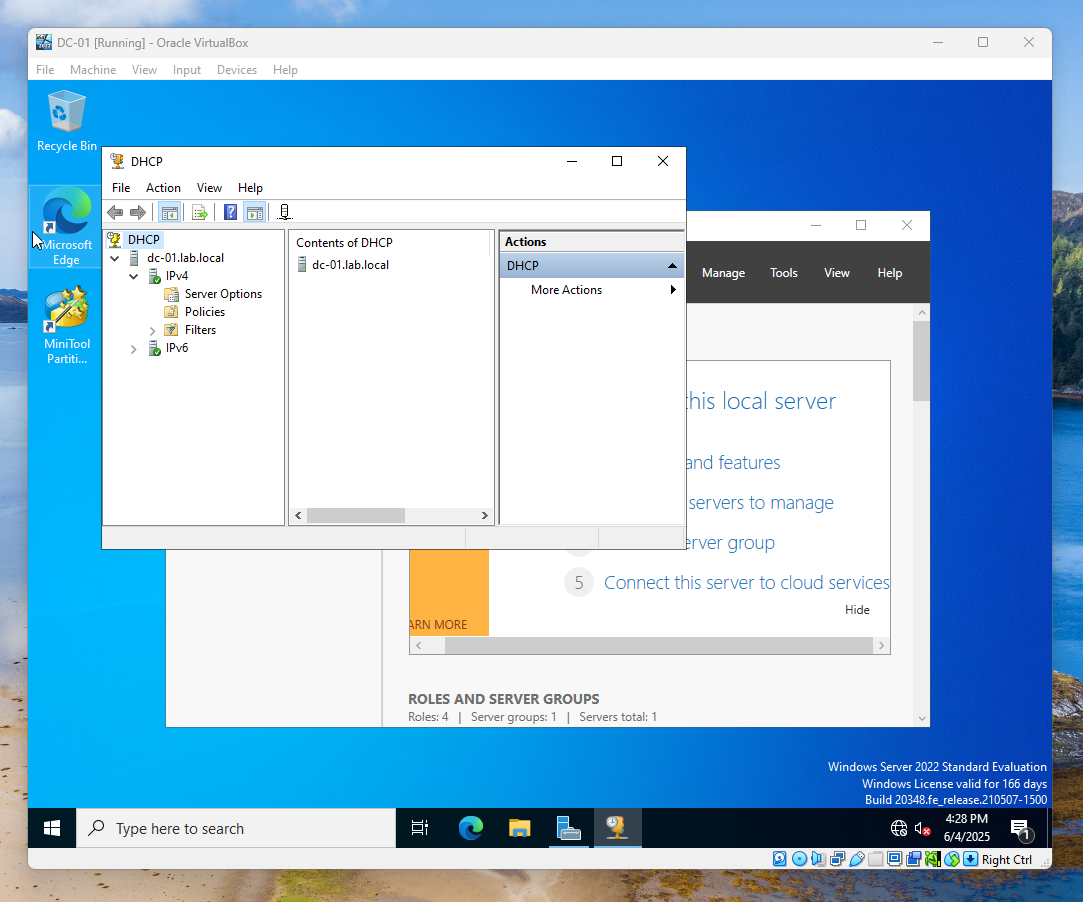 DC-01 [Running] - Oracle VirtualBox
File Machine View Input Devices Help
Recycle Bin
Microsoft
Edge
MiniTool
Partiti...
DHCP
File Action View Help
DHCP
dc-01.lab.local
IPv4
Server Options
Policies
Filters
IPv6
Contents of DHCP
dc-01.lab.local
Actions
DHCP
More Actions
Manage Tools View Help
this local server
and features
servers to manage
erver group
5 Connect this server to cloud services
Hide
ARN MORE
ROLES AND SERVER GROUPS
Roles: 4 | Server groups: 1 | Servers total: 1
Windows Server 2022 Standard Evaluation
Windows License valid for 166 days
Build 20348.fe_release.210507-1500
Type here to search
4:28 PM
6/4/2025
1
Right Ctrl